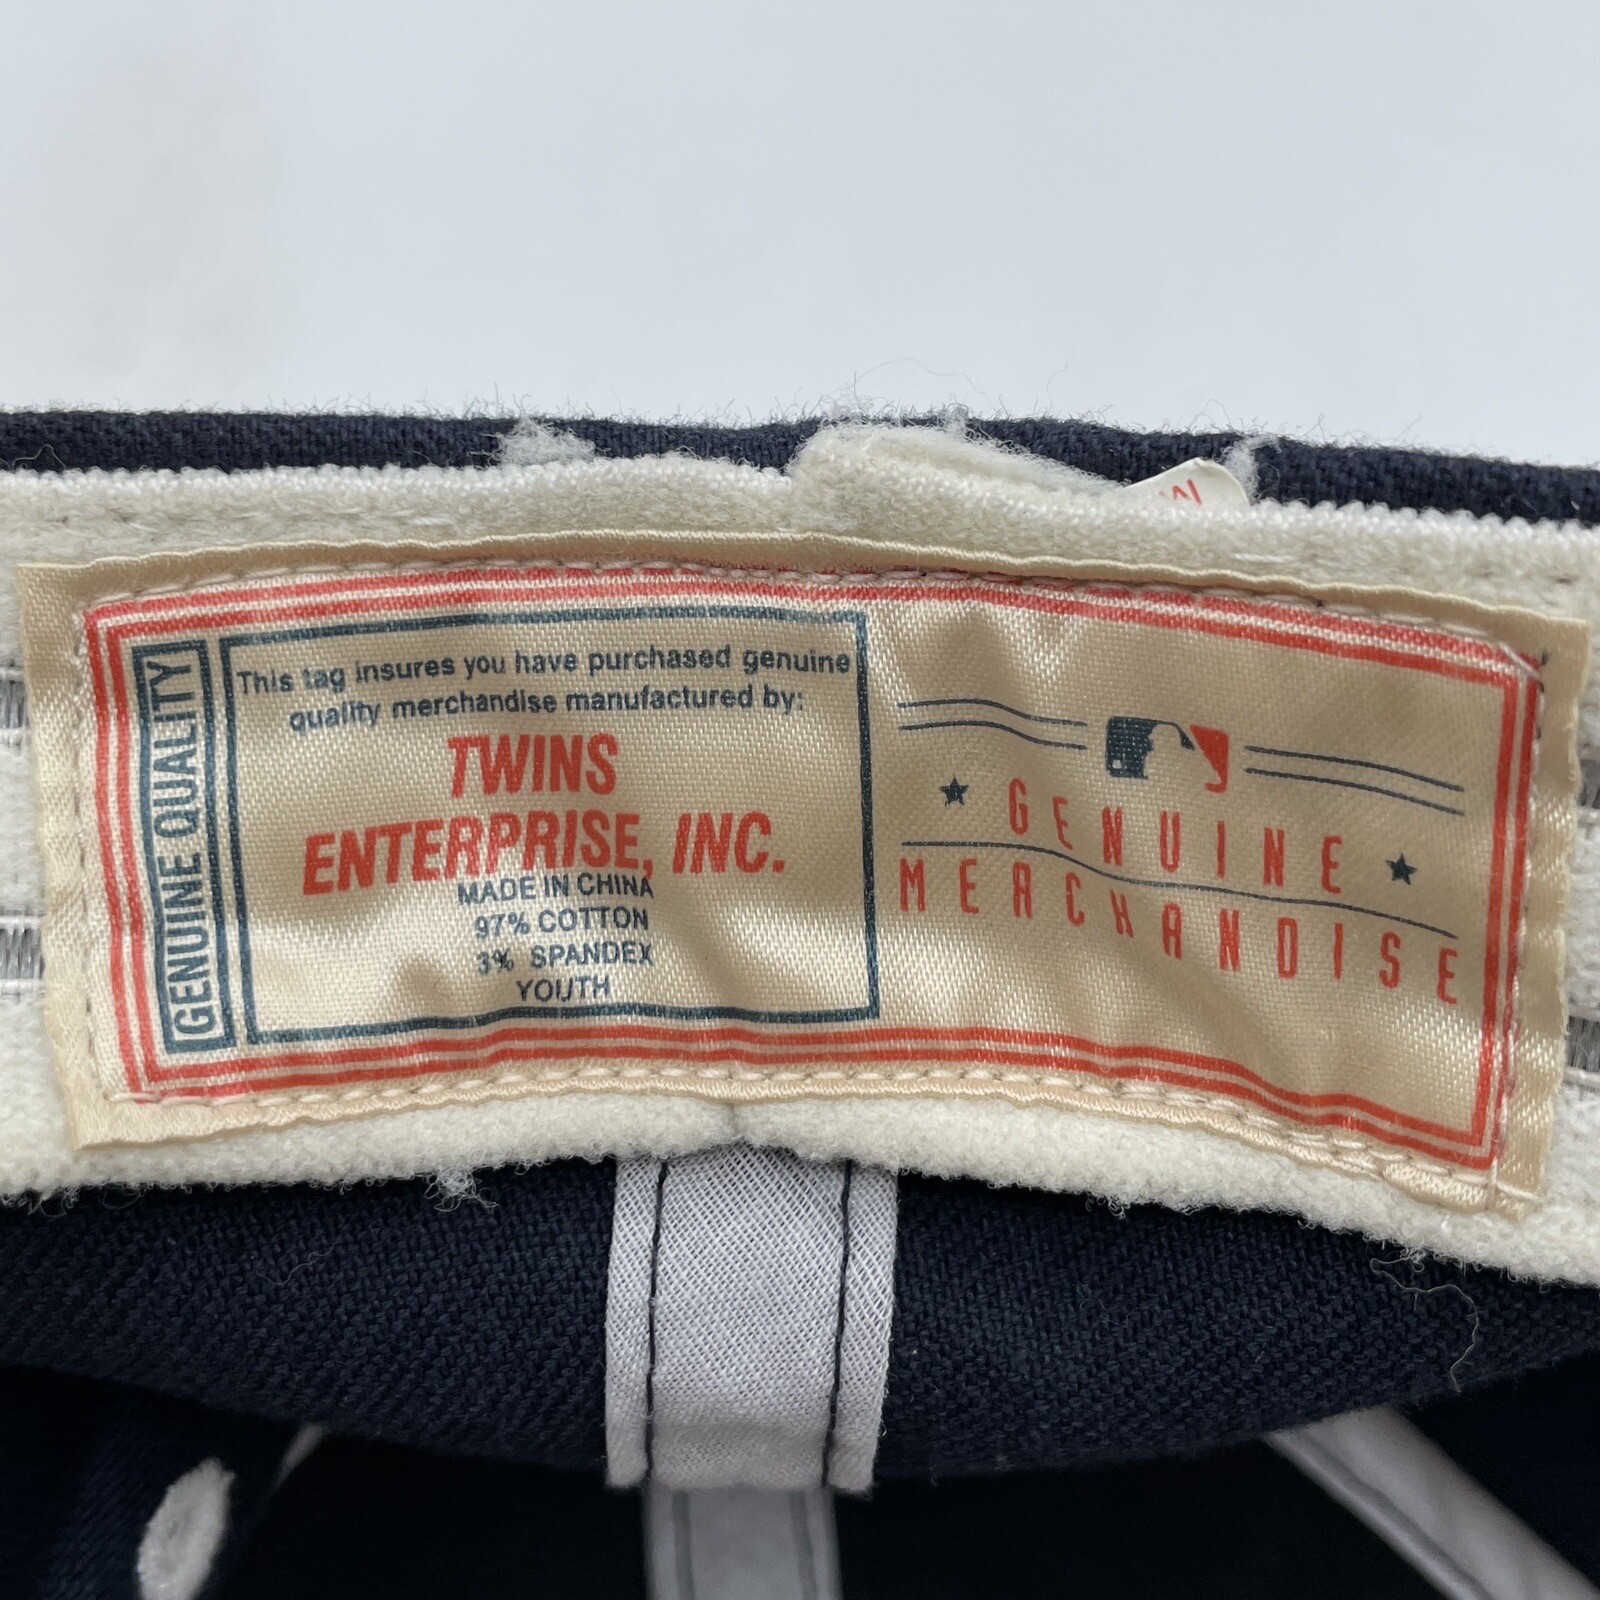 GENUINE QUALITY
This tag insures you have purchased genuine
quality merchandise manufactured by:
TWINS
ENTERPRISE, INC.
MADE IN CHINA
97% COTTON
3% SPANDEX
YOUTH
GENUINE
MERCHANDISE